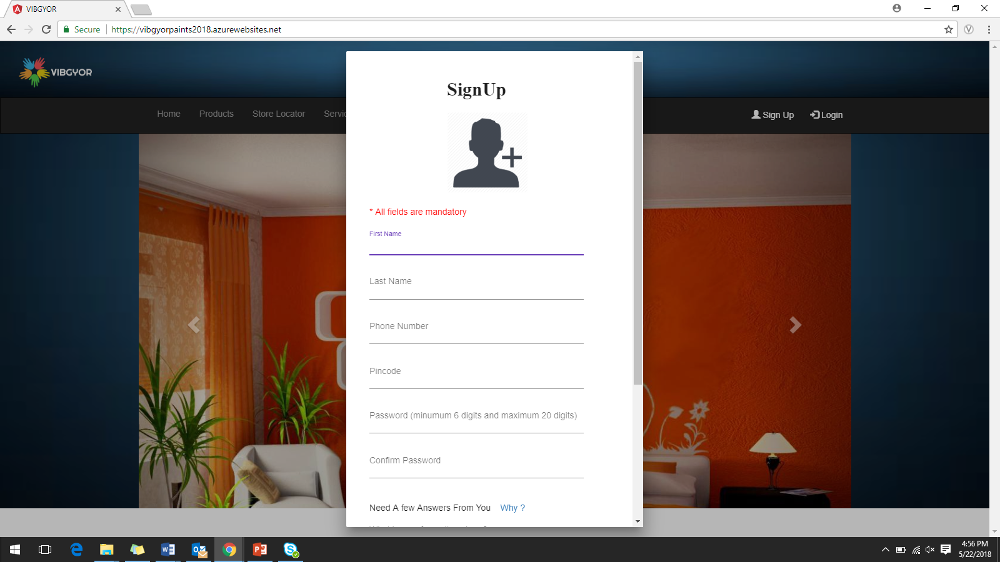 VIBGYOR
Secure
https://vibgyorpaints2018.azurewebsites.net
VIBGYOR
Home
Products
Store Locator
Servic
Sign Up
Login
SignUp
* All fields are mandatory
First Name
Last Name
Phone Number
Pincode
Password (minumum 6 digits and maximum 20 digits)
Confirm Password
Need A few Answers From You Why ?
4:56 PM
5/22/2018